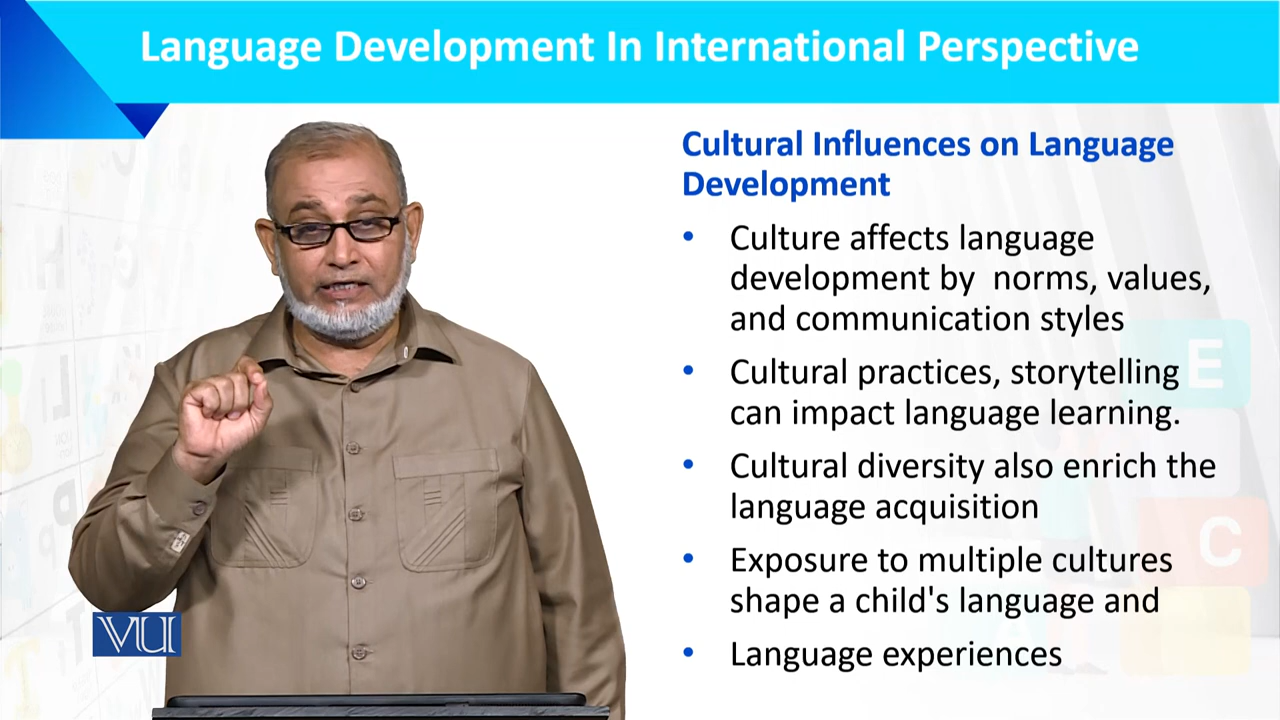 Language Development In International Perspective
Cultural Influences on Language
Development
• Culture affects language
development by  norms, values,
and communication styles
• Cultural practices, storytelling
can impact language learning.
• Cultural diversity also enrich the
language acquisition
• Exposure to multiple cultures
shape a child's language and
• Language experiences
E
C
VU